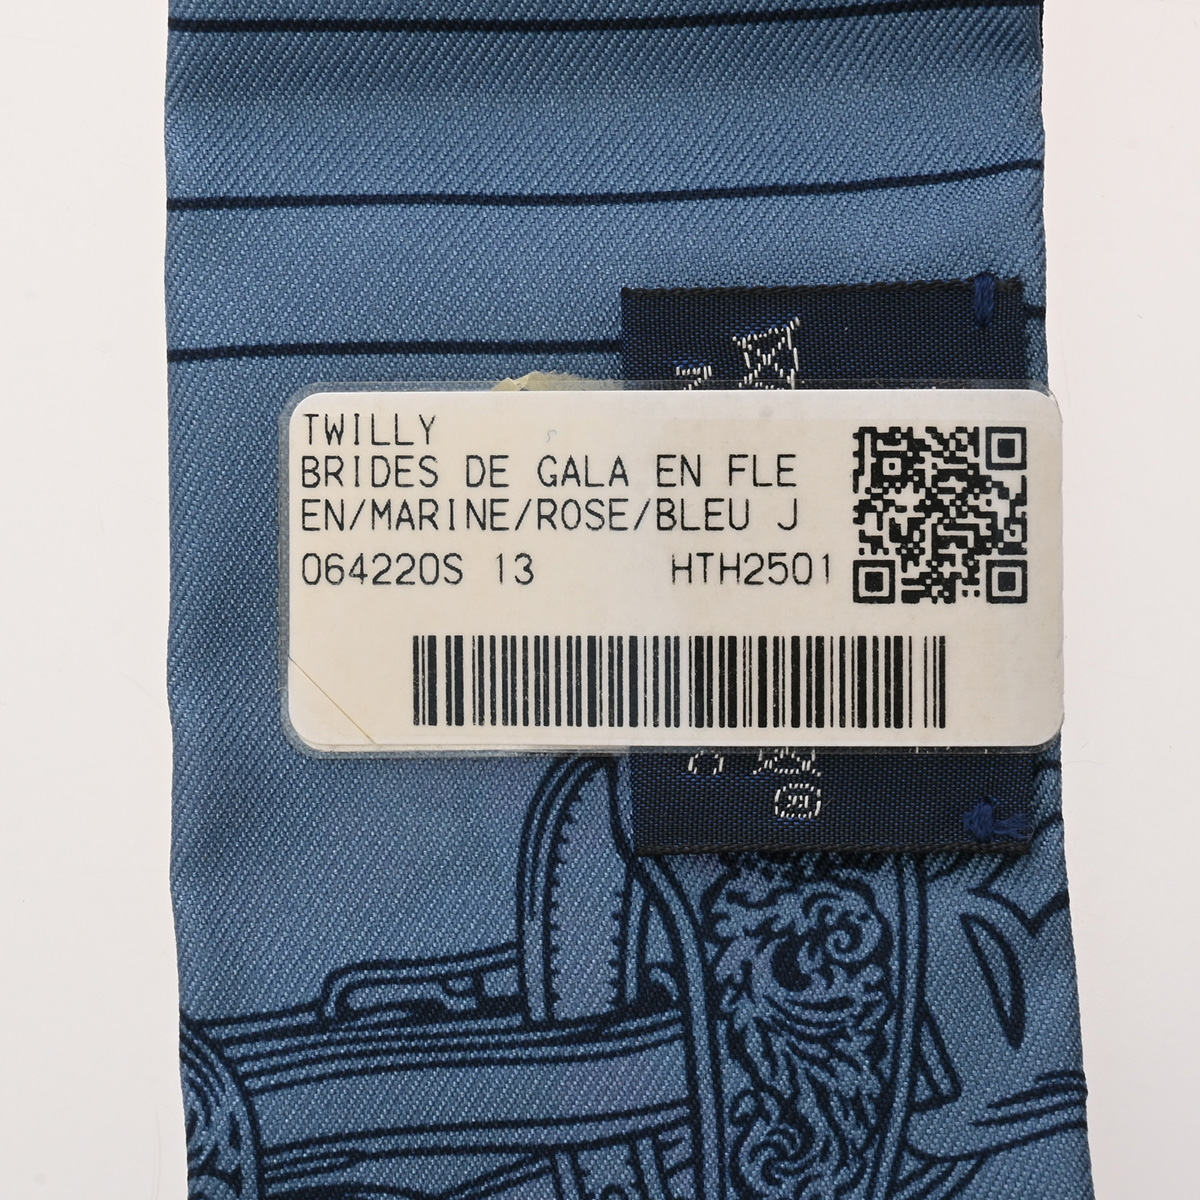 TWILLY
BRIDES DE GALA EN FLE
EN/MARINE/ROSE/BLEU J
064220S 13 HTH2501